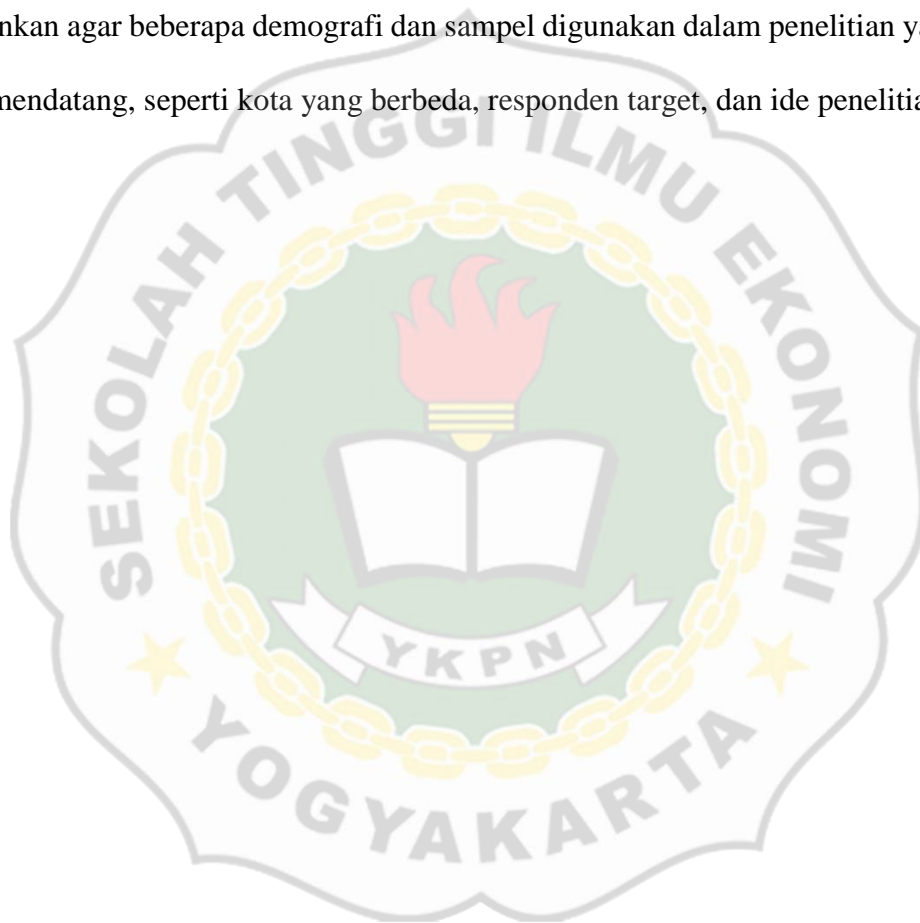 nkan agar beberapa demografi dan sampel digunakan dalam penelitian ya
mendatang, seperti kota yang berbeda, responden target, dan ide penelitia
SEKOLAH TINGGI ILMU EKONOMI
YKPN
YOGYAKARTA